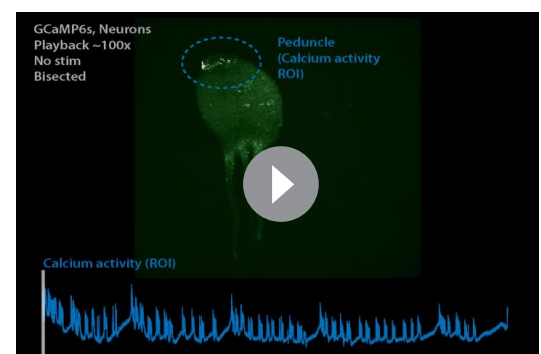 GCaMP6s, Neurons
Playback ~100x
No stim
Bisected
Peduncle
(Calcium activity
ROI)
Calcium activity (ROI)